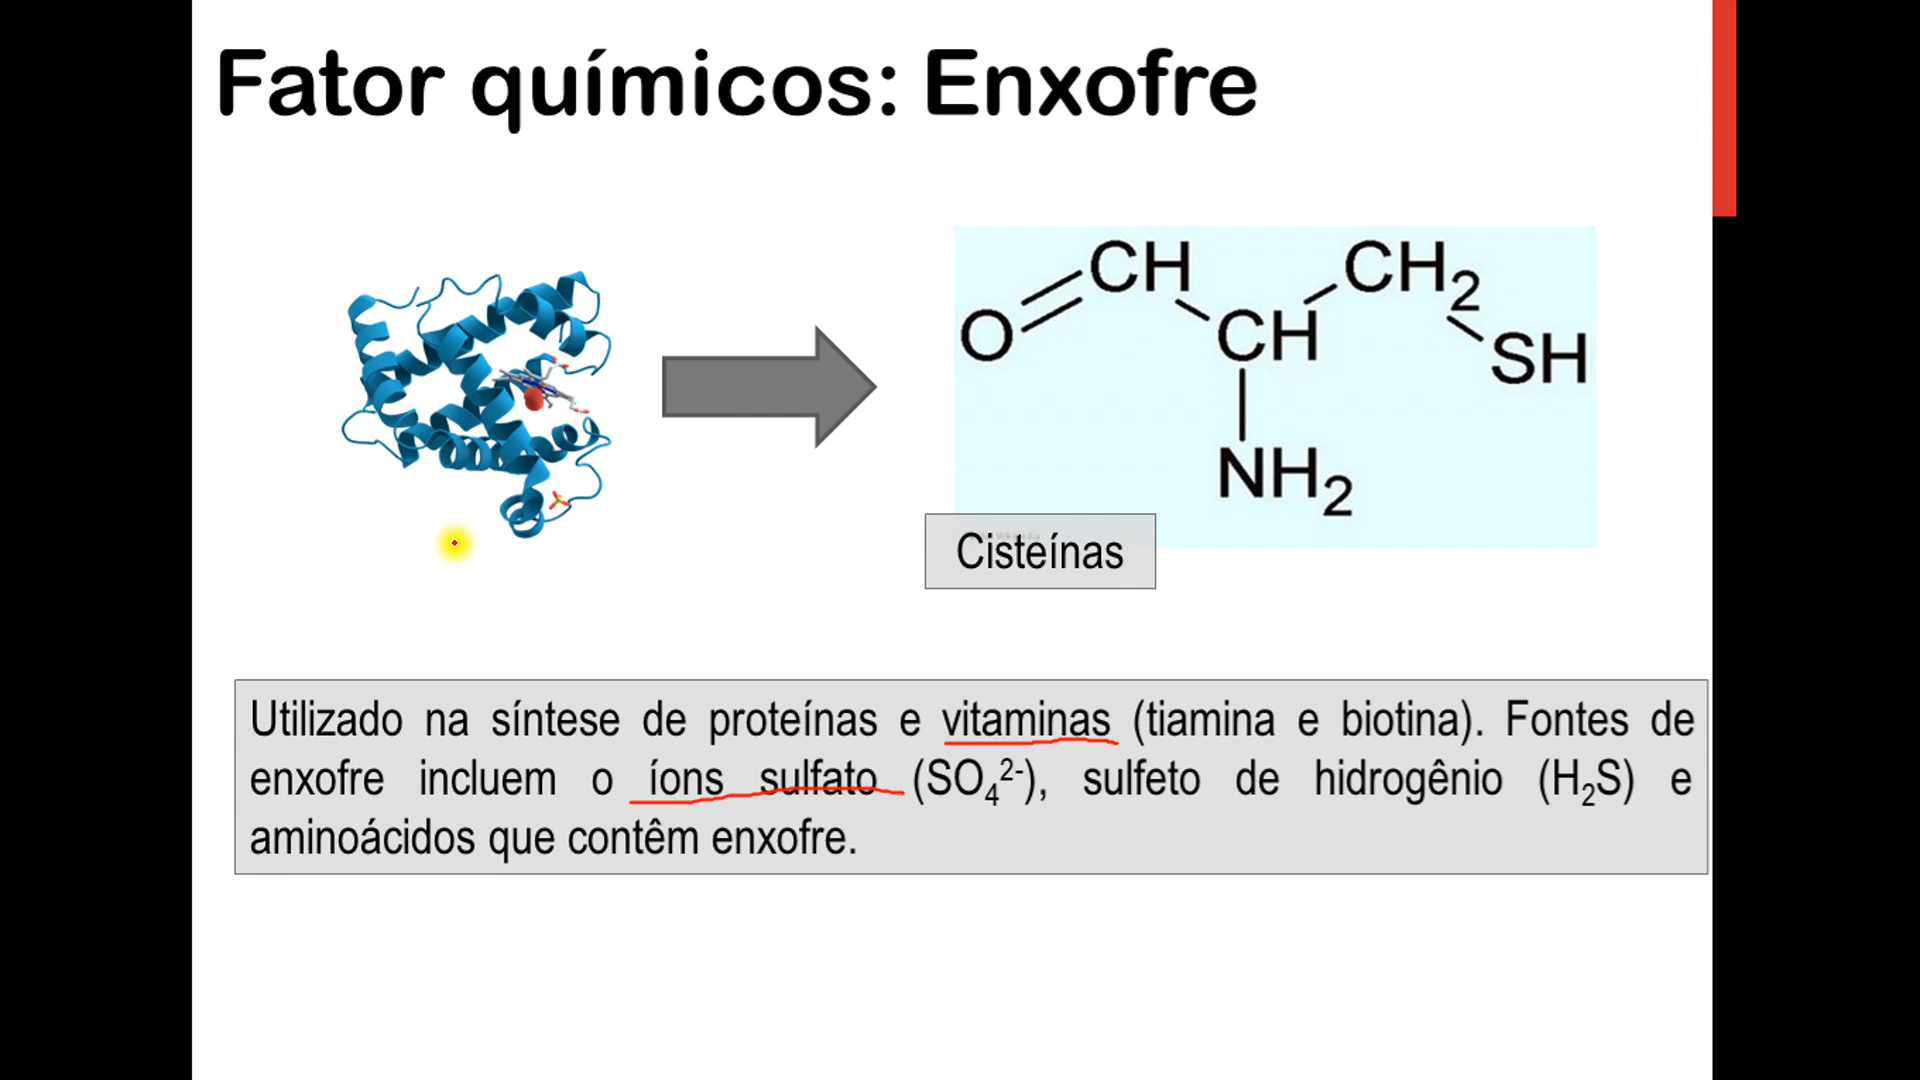 Fator químicos: Enxofre
O
CH
CH
CH₂
SH
NH₂
Cisteínas
Utilizado na síntese de proteínas e vitaminas (tiamina e biotina). Fontes de
enxofre incluem o íons sulfato (SO₄²⁻), sulfeto de hidrogênio (H₂S) e
aminoácidos que contêm enxofre.